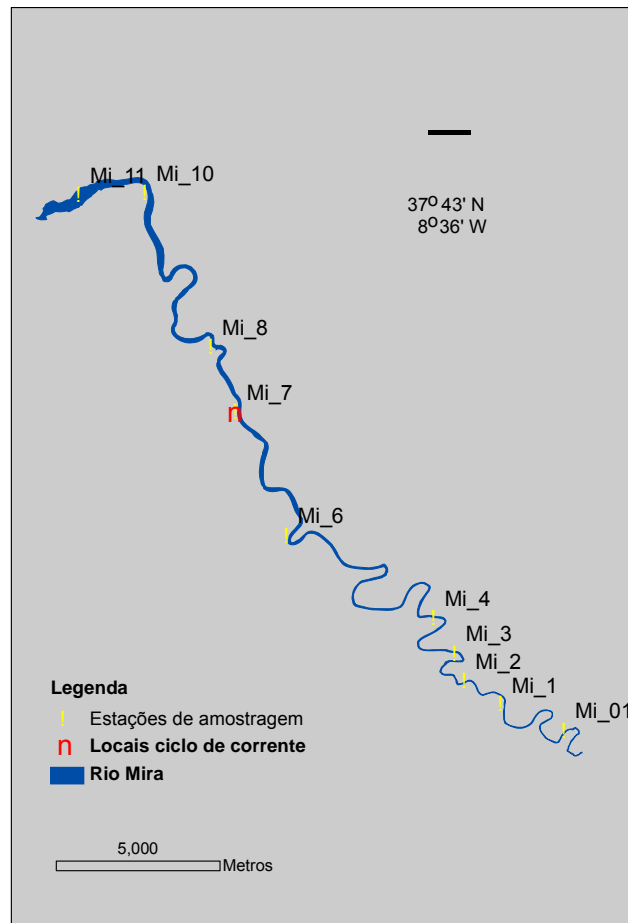 Mi_11
Mi_10
37º 43' N
8º 36' W
Mi_8
Mi_7
n
Mi_6
Mi_4
Mi_3
Mi_2
Mi_1
Mi_01
Legenda
! Estações de amostragem
n Locais ciclo de corrente
Rio Mira
5,000
Metros